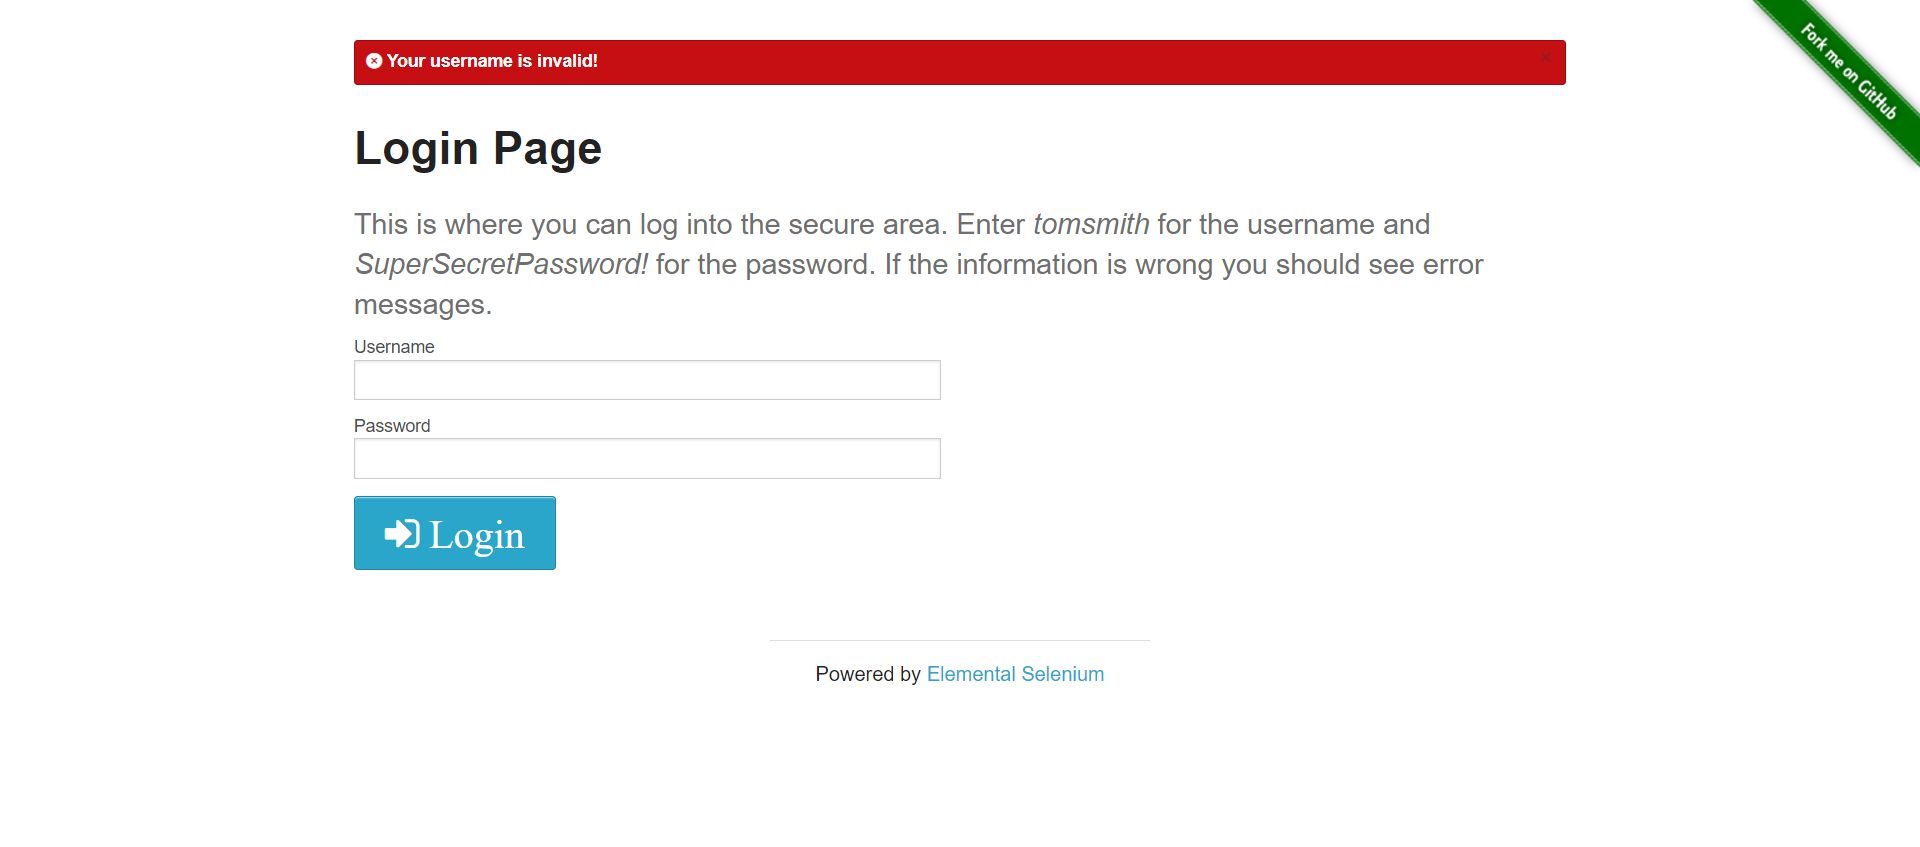 Your username is invalid!
×
Fork me on GitHub
Login Page
This is where you can log into the secure area. Enter tomsmith for the username and
SuperSecretPassword! for the password. If the information is wrong you should see error
messages.
Username
Password
Login
Powered by Elemental Selenium